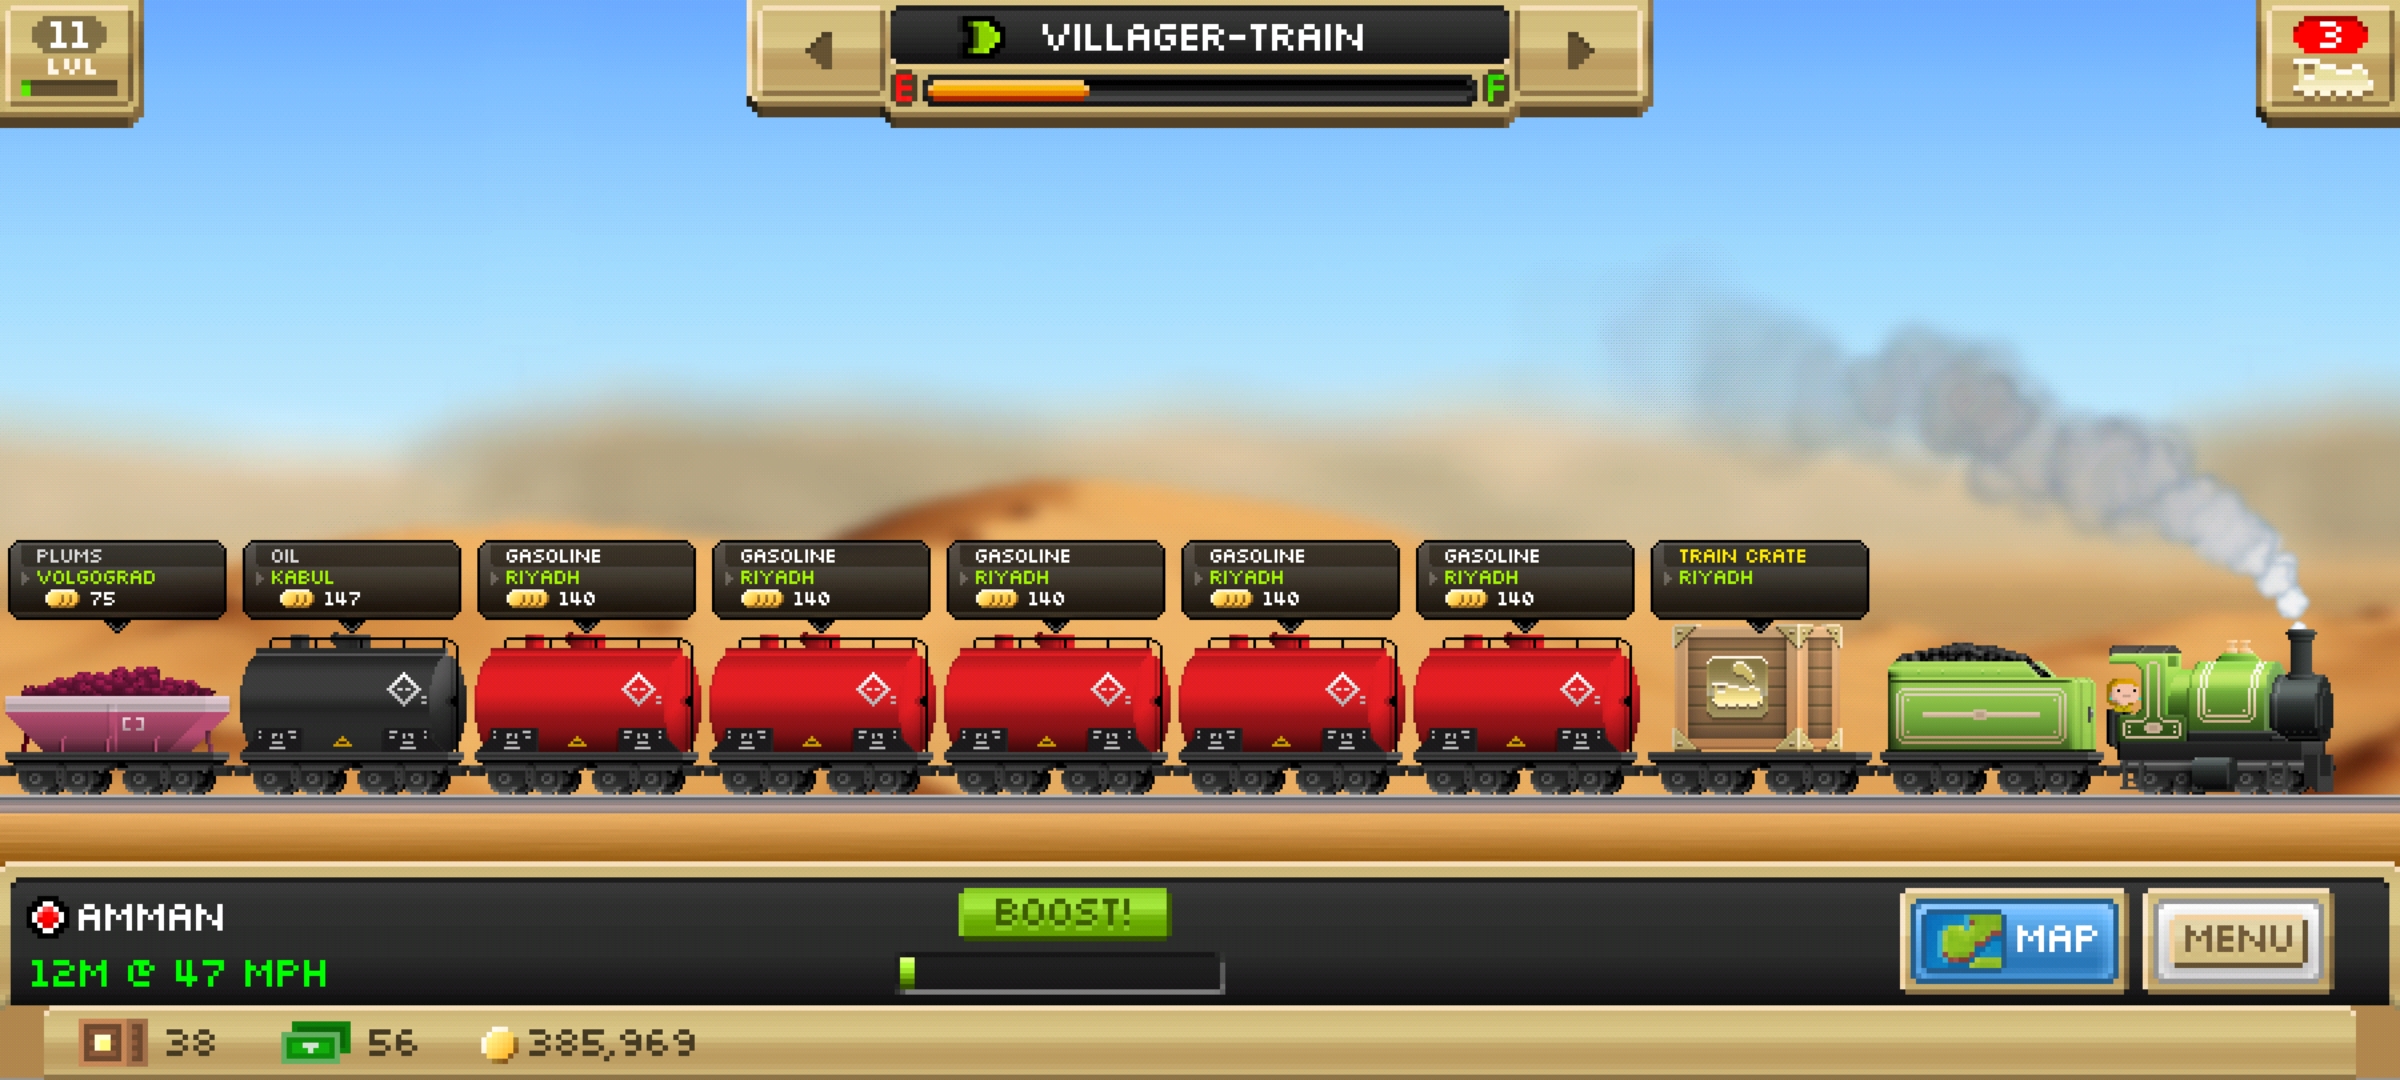 11
LVL
VILLAGER-TRAIN
E F
3
PLUMS
VOLGOGRAD
75
OIL
KABUL
147
GASOLINE
RIYADH
140
GASOLINE
RIYADH
140
GASOLINE
RIYADH
140
GASOLINE
RIYADH
140
GASOLINE
RIYADH
140
TRAIN CRATE
RIYADH
AMMAN
12M @ 47 MPH
BOOST!
MAP
MENU
38
56
385,969